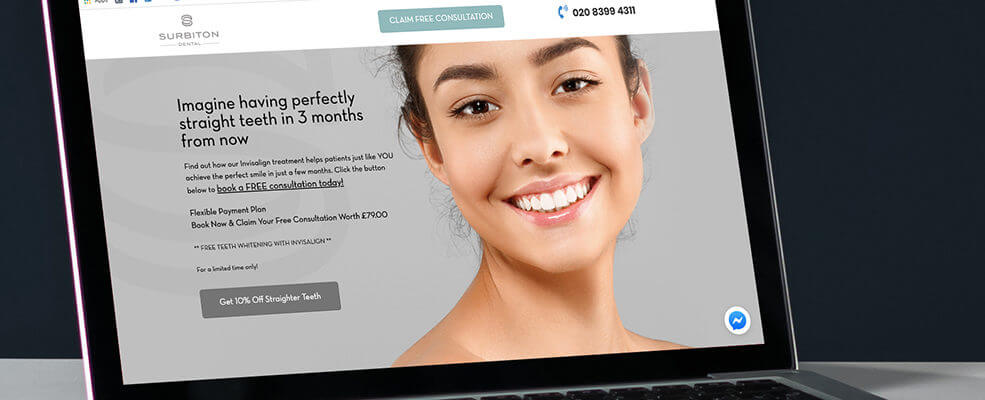 Apps
SURBITON
DENTAL
CLAIM FREE CONSULTATION
020 8399 4311
Imagine having perfectly
straight teeth in 3 months
from now
Find out how our Invisalign treatment helps patients just like YOU
achieve the perfect smile in just a few months. Click the button
below to book a FREE consultation today!
Flexible Payment Plan
Book Now & Claim Your Free Consultation Worth £79.00
** FREE TEETH WHITENING WITH INVISALIGN **
For a limited time only!
Get 10% Off Straighter Teeth